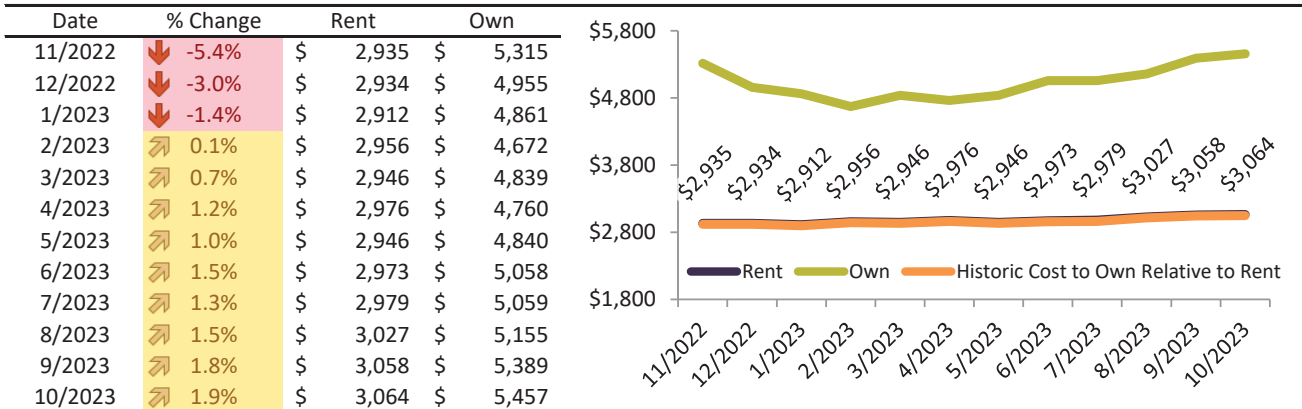 Date % Change Rent Own
11/2022 -5.4% $ 2,935 $ 5,315
12/2022 -3.0% $ 2,934 $ 4,955
1/2023 -1.4% $ 2,912 $ 4,861
2/2023 0.1% $ 2,956 $ 4,672
3/2023 0.7% $ 2,946 $ 4,839
4/2023 1.2% $ 2,976 $ 4,760
5/2023 1.0% $ 2,946 $ 4,840
6/2023 1.5% $ 2,973 $ 5,058
7/2023 1.3% $ 2,979 $ 5,059
8/2023 1.5% $ 3,027 $ 5,155
9/2023 1.8% $ 3,058 $ 5,389
10/2023 1.9% $ 3,064 $ 5,457
$5,800
$4,800
$3,800
$2,800
$1,800
$2,935 $2,934 $2,912 $2,956 $2,946 $2,976 $2,946 $2,973 $2,979 $3,027 $3,058 $3,064
Rent Own Historic Cost to Own Relative to Rent
11/2022 12/2022 1/2023 2/2023 3/2023 4/2023 5/2023 6/2023 7/2023 8/2023 9/2023 10/2023